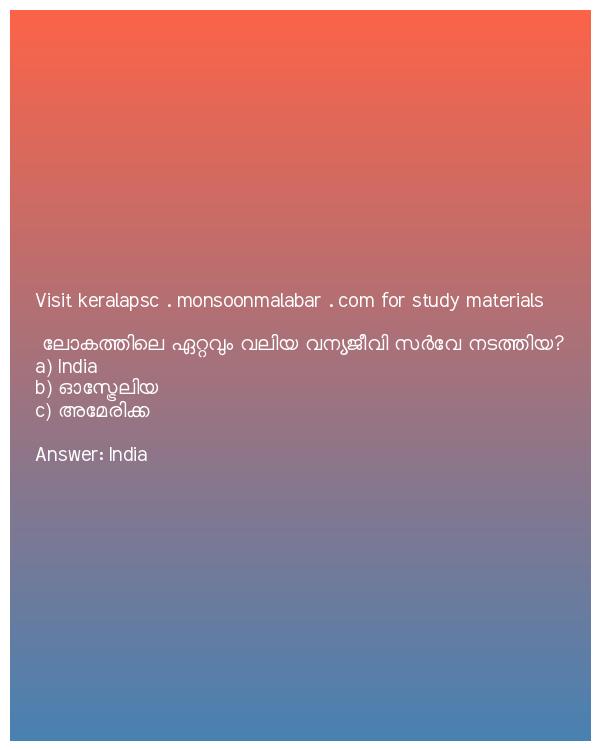 Visit keralapsc . monsoonmalabar . com for study materials
ലോകത്തിലെ ഏറ്റവും വലിയ വന്യജീവി സർവേ നടത്തിയ?
a) India
b) ഓസ്ട്രേലിയ
c) അമേരിക്ക
Answer: India